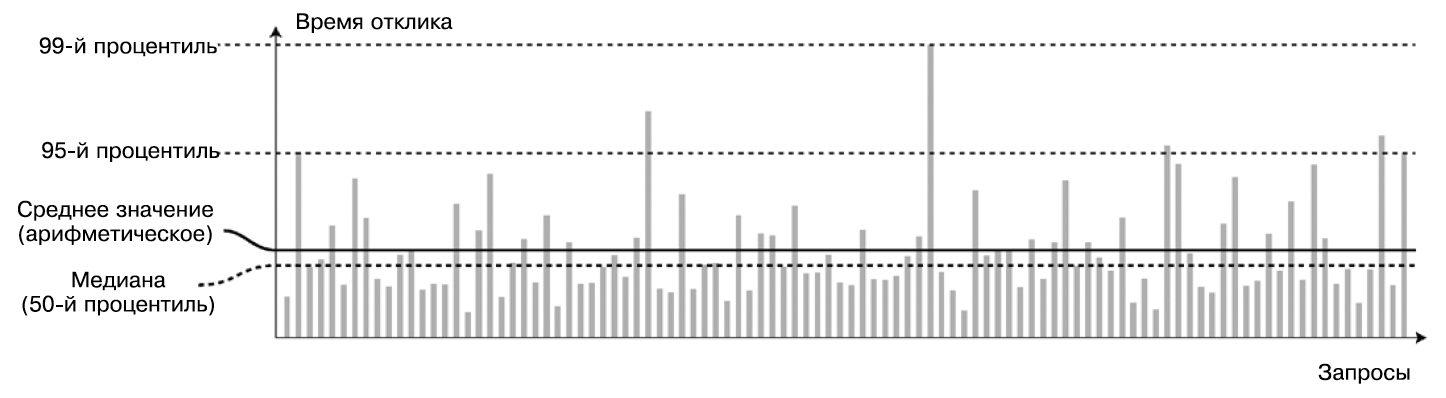 Время отклика
99-й процентиль
95-й процентиль
Среднее значение
(арифметическое)
Медиана
(50-й процентиль)
Запросы